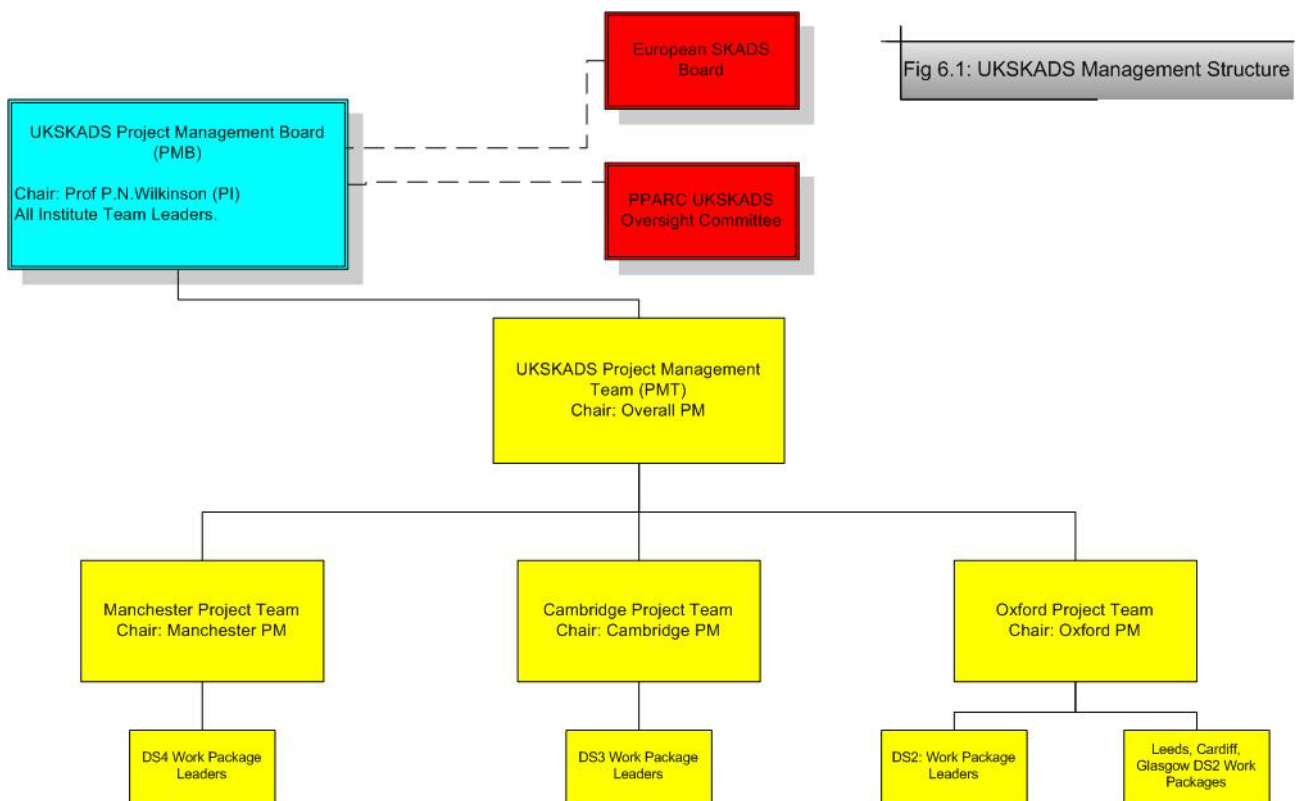 European SKADS
Board
Fig 6.1: UKSKADS Management Structure
UKSKADS Project Management Board
(PMB)
Chair: Prof P.N.Wilkinson (PI)
All Institute Team Leaders.
PPARC UKSKADS
Oversight Committee
UKSKADS Project Management
Team (PMT)
Chair: Overall PM
Manchester Project Team
Chair: Manchester PM
Cambridge Project Team
Chair: Cambridge PM
Oxford Project Team
Chair: Oxford PM
DS4 Work Package
Leaders
DS3 Work Package
Leaders
DS2: Work Package
Leaders
Leeds, Cardiff,
Glasgow DS2 Work
Packages